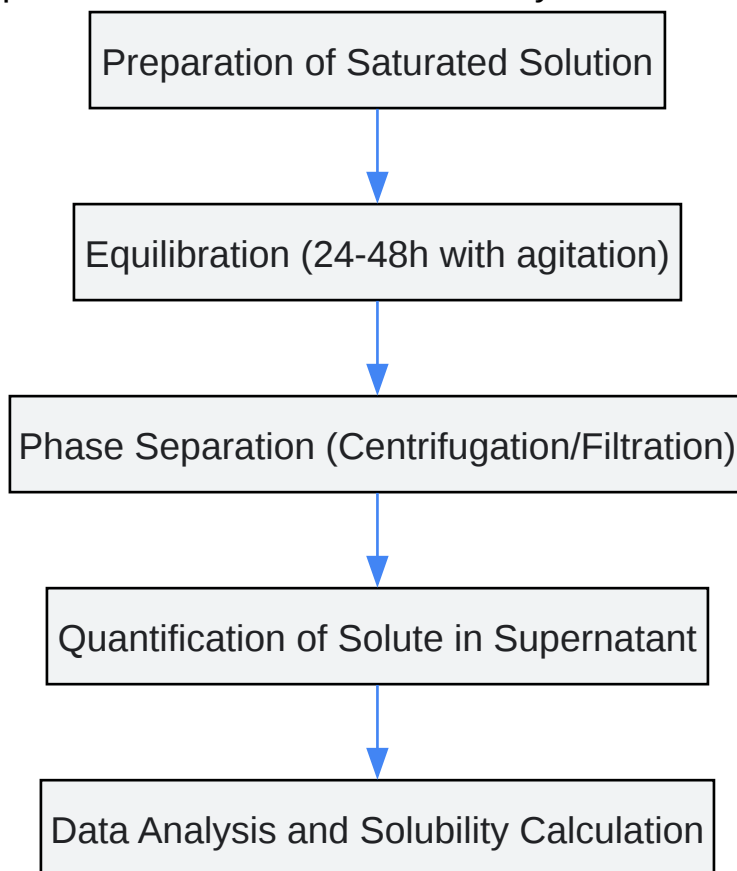 Preparation of Saturated Solution
Equilibration (24-48h with agitation)
Phase Separation (Centrifugation/Filtration)
Quantification of Solute in Supernatant
Data Analysis and Solubility Calculation